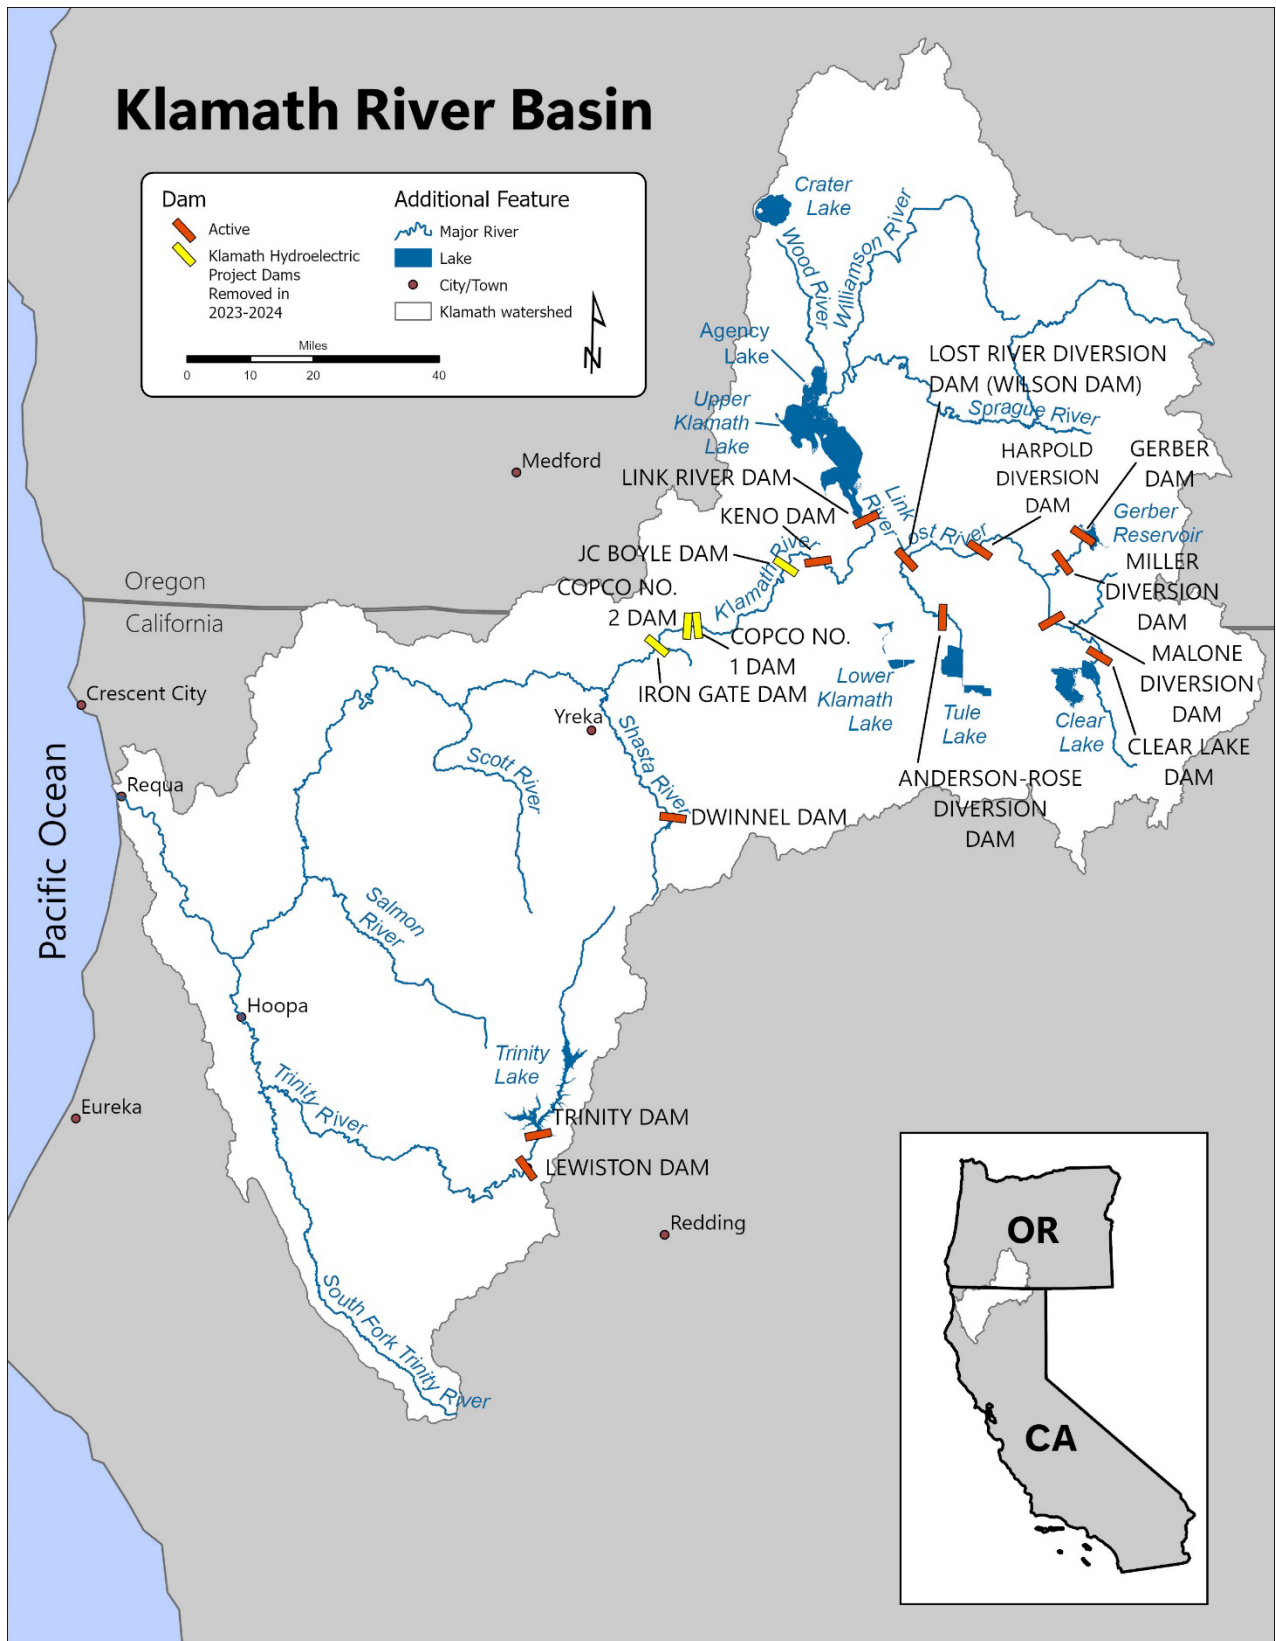 Klamath River Basin
Dam
Active
Klamath Hydroelectric
Project Dams
Removed in
2023-2024
Additional Feature
Major River
Lake
City/Town
Klamath watershed
Miles
0 10 20 40
N
Crater
Lake
Wood River
Williamson River
Agency
Lake
Upper
Klamath
Lake
LOST RIVER DIVERSION
DAM (WILSON DAM)
Sprague River
Medford
LINK RIVER DAM
Link
River
HARPOLD
DIVERSION
DAM
GERBER
DAM
Gerber
Reservoir
KENO DAM
ost River
JC BOYLE DAM
Klamath River
MILLER
DIVERSION
DAM
Oregon
California
COPCO NO.
2 DAM
COPCO NO.
1 DAM
IRON GATE DAM
Lower
Klamath
Lake
Tule
Lake
Clear
Lake
MALONE
DIVERSION
DAM
CLEAR LAKE
DAM
ANDERSON-ROSE
DIVERSION
DAM
Crescent City
Yreka
Shasta River
Scott River
DWINNEL DAM
Requa
Pacific Ocean
Salmon
River
Hoopa
Trinity
Lake
Trinity
River
TRINITY DAM
LEWISTON DAM
Eureka
Redding
South Fork Trinity River
OR
CA